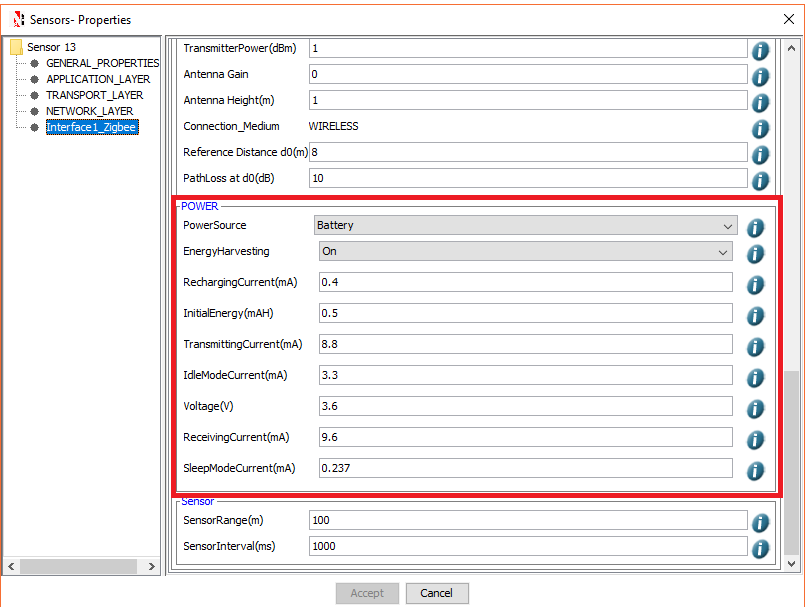 Sensors- Properties
Sensor 13
GENERAL_PROPERTIES
APPLICATION_LAYER
TRANSPORT_LAYER
NETWORK_LAYER
Interface1_Zigbee
TransmitterPower(dBm) 1
Antenna Gain 0
Antenna Height(m) 1
Connection_Medium WIRELESS
Reference Distance d0(m) 8
PathLoss at d0(dB) 10
POWER
PowerSource Battery
EnergyHarvesting On
RechargingCurrent(mA) 0.4
InitialEnergy(mAH) 0.5
TransmittingCurrent(mA) 8.8
IdleModeCurrent(mA) 3.3
Voltage(V) 3.6
ReceivingCurrent(mA) 9.6
SleepModeCurrent(mA) 0.237
Sensor
SensorRange(m) 100
SensorInterval(ms) 1000
Accept Cancel